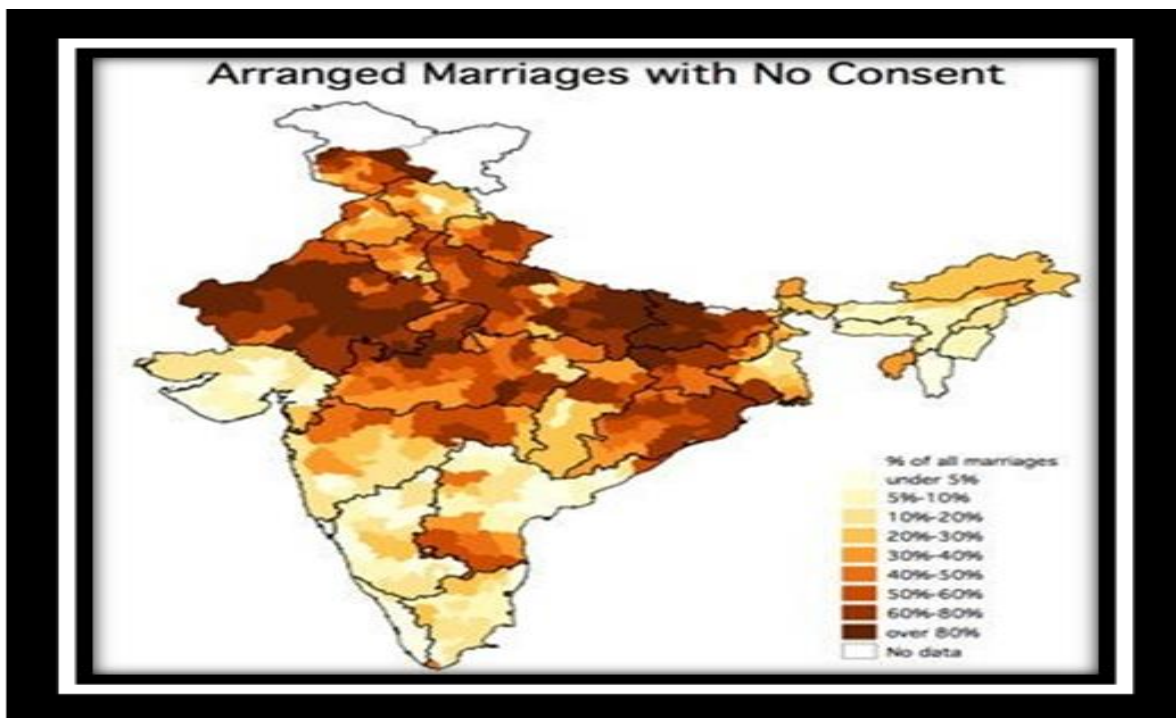 Arranged Marriages with No Consent
% of all marriages
under 5%
5%-10%
10%-20%
20%-30%
30%-40%
40%-50%
50%-60%
60%-80%
over 80%
No data